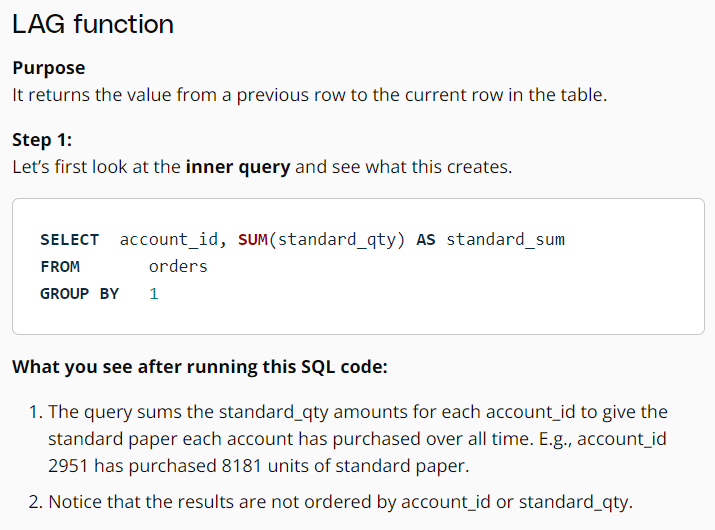 LAG function
Purpose
It returns the value from a previous row to the current row in the table.
Step 1:
Let’s first look at the inner query and see what this creates.
SELECT account_id, SUM(standard_qty) AS standard_sum
FROM orders
GROUP BY 1
What you see after running this SQL code:
1. The query sums the standard_qty amounts for each account_id to give the
standard paper each account has purchased over all time. E.g., account_id
2951 has purchased 8181 units of standard paper.
2. Notice that the results are not ordered by account_id or standard_qty.